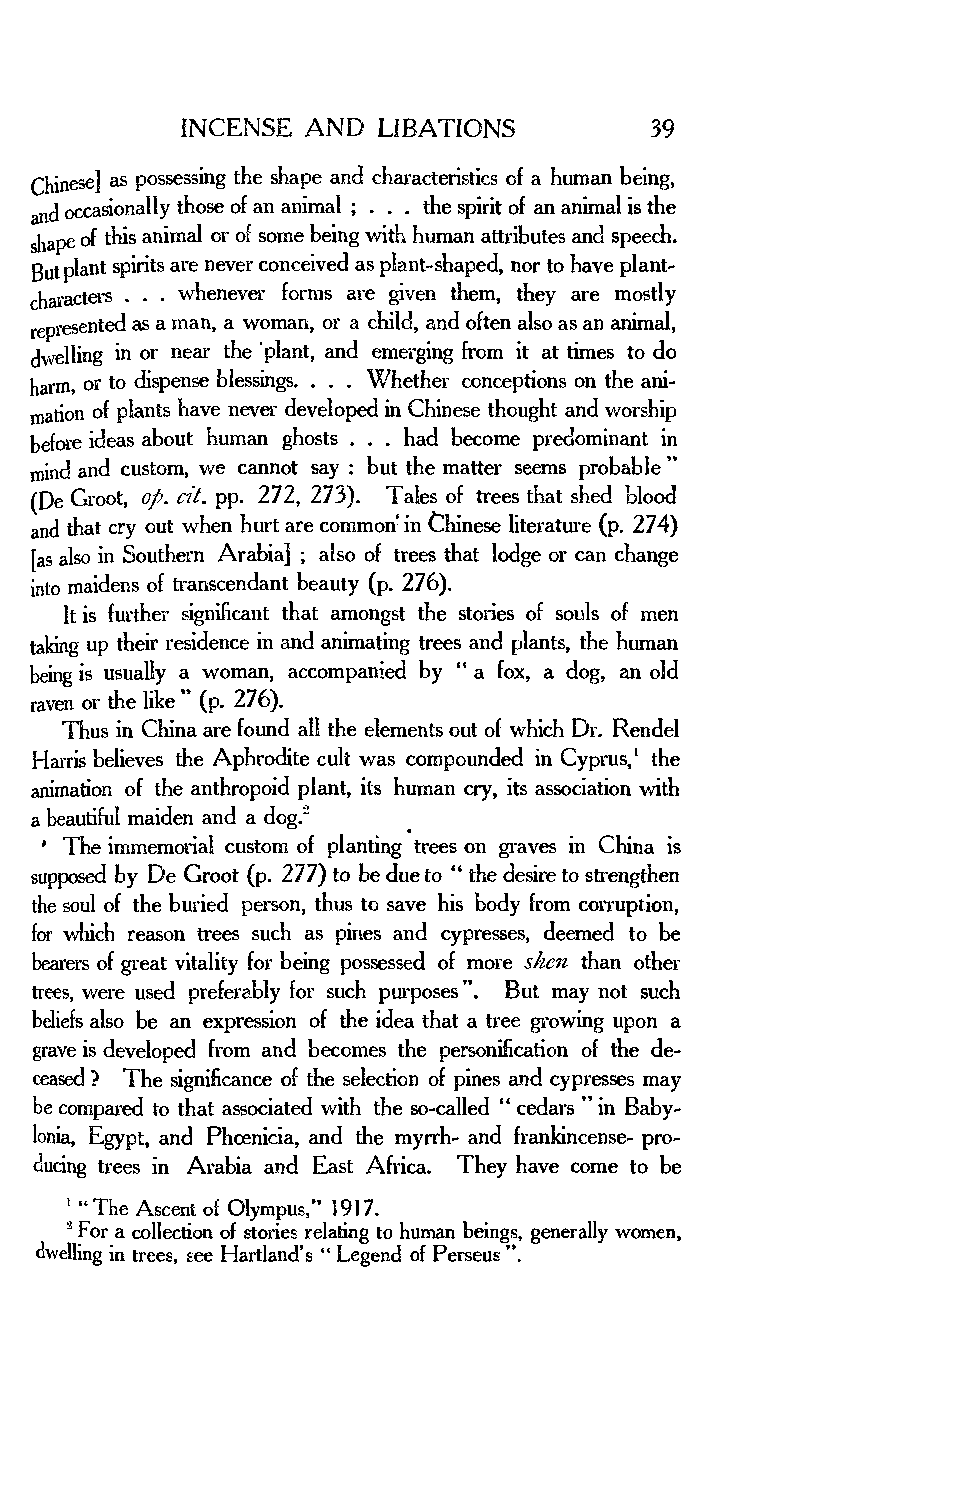 INCENSE AND LIBATIONS 39
Chinese] as possessing the shape and characteristics of a human being,
and occasionally those of an animal ; . . . the spirit of an animal is the
shape of this animal or of some being with human attributes and speech.
But plant spirits are never conceived as plant-shaped, nor to have plant-
characters . . . whenever forms are given them, they are mostly
represented as a man, a woman, or a child, and often also as an animal,
dwelling in or near the plant, and emerging from it at times to do
harm, or to dispense blessings. . . . Whether conceptions on the ani-
mation of plants have never developed in Chinese thought and worship
before ideas about human ghosts . . . had become predominant in
mind and custom, we cannot say : but the matter seems probable "
(De Groot, op. cit. pp. 272, 273). Tales of trees that shed blood
and that cry out when hurt are common in Chinese literature (p. 274)
[as also in Southern Arabia] ; also of trees that lodge or can change
into maidens of transcendant beauty (p. 276).
It is further significant that amongst the stories of souls of men
taking up their residence in and animating trees and plants, the human
being is usually a woman, accompanied by " a fox, a dog, an old
raven or the like " (p. 276).
Thus in China are found all the elements out of which Dr. Rendel
Harris believes the Aphrodite cult was compounded in Cyprus,¹ the
animation of the anthropoid plant, its human cry, its association with
a beautiful maiden and a dog.²
The immemorial custom of planting trees on graves in China is
supposed by De Groot (p. 277) to be due to " the desire to strengthen
the soul of the buried person, thus to save his body from corruption,
for which reason trees such as pines and cypresses, deemed to be
bearers of great vitality for being possessed of more shen than other
trees, were used preferably for such purposes ". But may not such
beliefs also be an expression of the idea that a tree growing upon a
grave is developed from and becomes the personification of the de-
ceased ? The significance of the selection of pines and cypresses may
be compared to that associated with the so-called " cedars " in Baby-
lonia, Egypt, and Phœnicia, and the myrrh- and frankincense- pro-
ducing trees in Arabia and East Africa. They have come to be
¹ " The Ascent of Olympus," 1917.
² For a collection of stories relating to human beings, generally women,
dwelling in trees, see Hartland's " Legend of Perseus ".